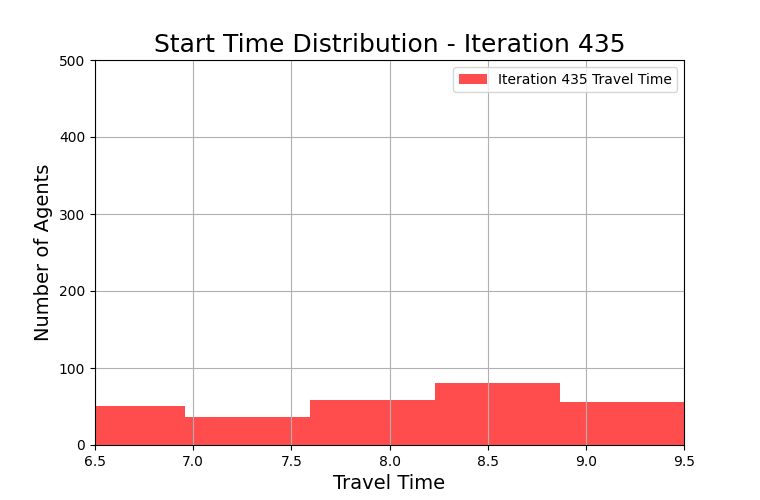 Start Time Distribution - Iteration 435
500
Iteration 435 Travel Time
400
300
200
100
0
Number of Agents
6.5 7.0 7.5 8.0 8.5 9.0 9.5
Travel Time